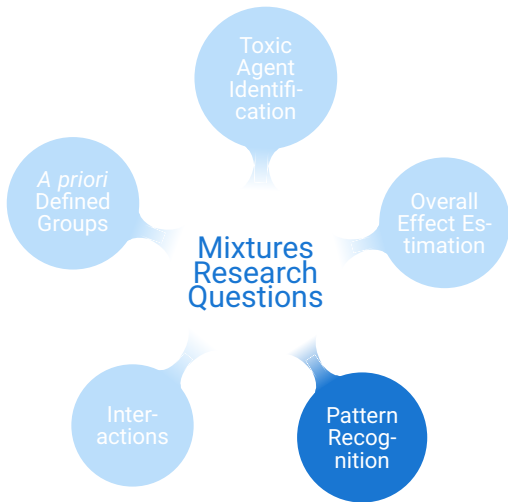 Toxic
Agent
Identifi-
cation
A priori
Defined
Groups
Overall
Effect Es-
timation
Mixtures
Research
Questions
Inter-
actions
Pattern
Recog-
nition